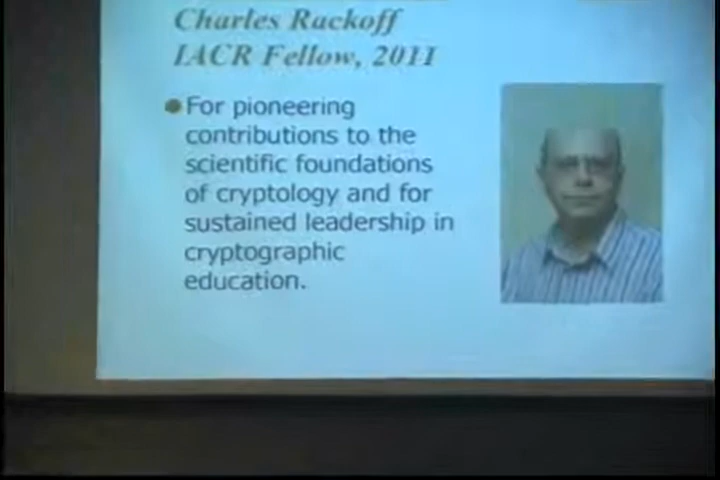 Charles Rackoff
IACR Fellow, 2011
For pioneering
contributions to the
scientific foundations
of cryptology and for
sustained leadership in
cryptographic
education.